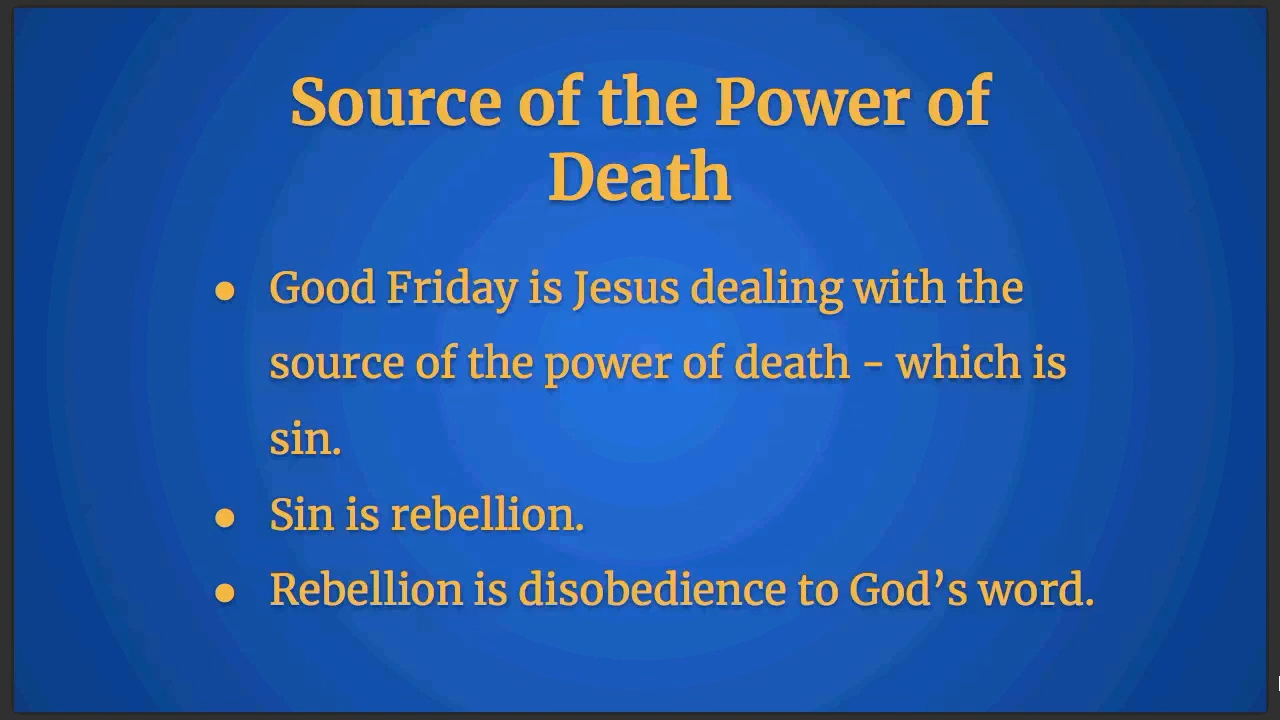 Source of the Power of
Death
● Good Friday is Jesus dealing with the
source of the power of death - which is
sin.
● Sin is rebellion.
● Rebellion is disobedience to God’s word.